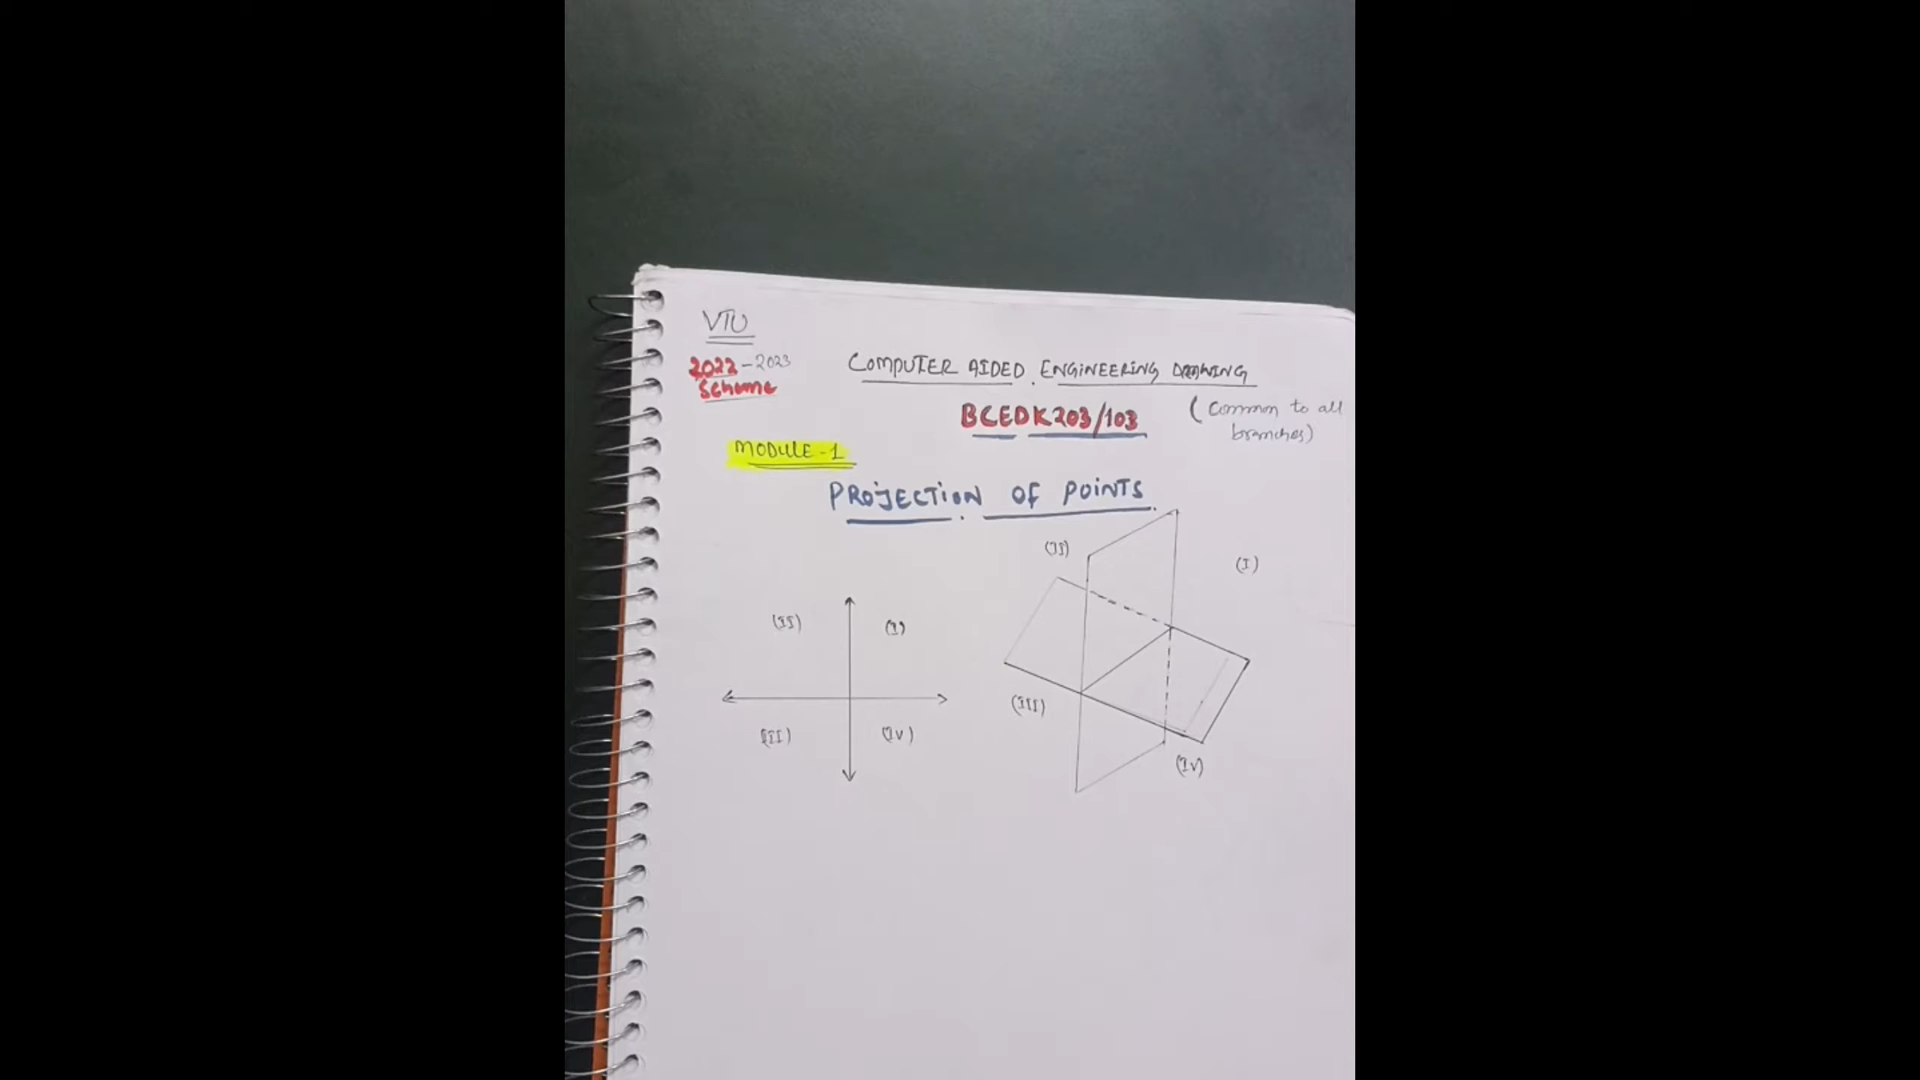 VTU
2022-2023
Scheme
COMPUTER AIDED ENGINEERING DRAWING
BCEDK203/103
(Common to all
branches)
MODULE-1
PROJECTION OF POINTS.
(II)
(I)
(II)
(I)
(III)
(III)
(IV)
(IV)